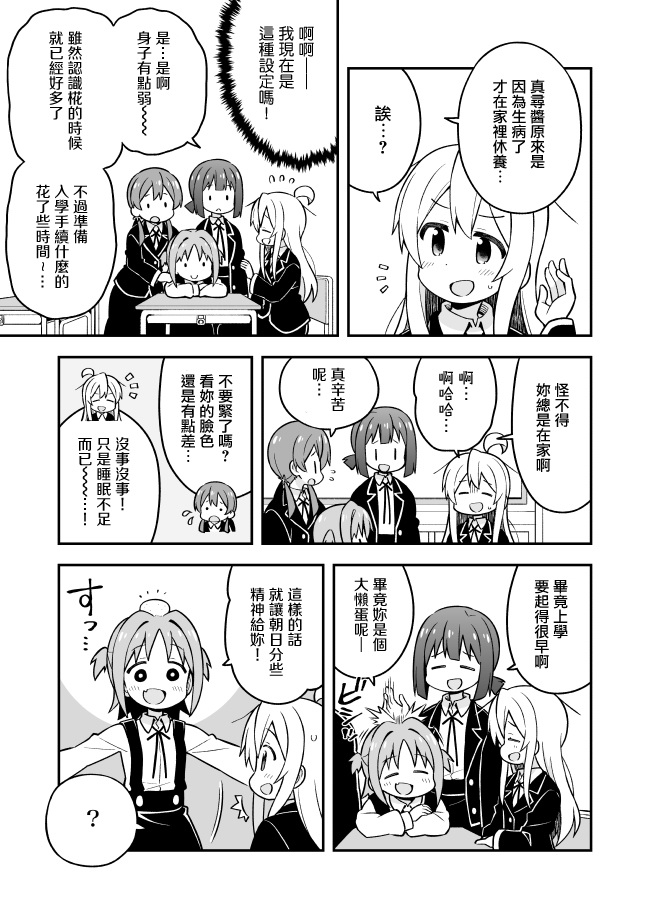 真尋醬原來是
因為生病了
才在家裡休養…
誒…?
啊啊──
我現在是
這種設定嗎!
是…是啊
身子有點弱~~
雖然認識椛的時候
就已經好多了
不過準備
入學手續什麼的
花了些時間~…
怪不得
妳總是在家啊
啊…
啊哈哈…
真辛苦
呢…
不要緊了嗎?
看妳的臉色
還是有點差…
沒事沒事!
只是睡眠不足
而已~~…!
畢竟上學
要起得很早啊
畢竟妳是個
大懶蛋呢─
ビビッ
這樣的話
就讓朝日分些
精神給妳!
すっ…
?